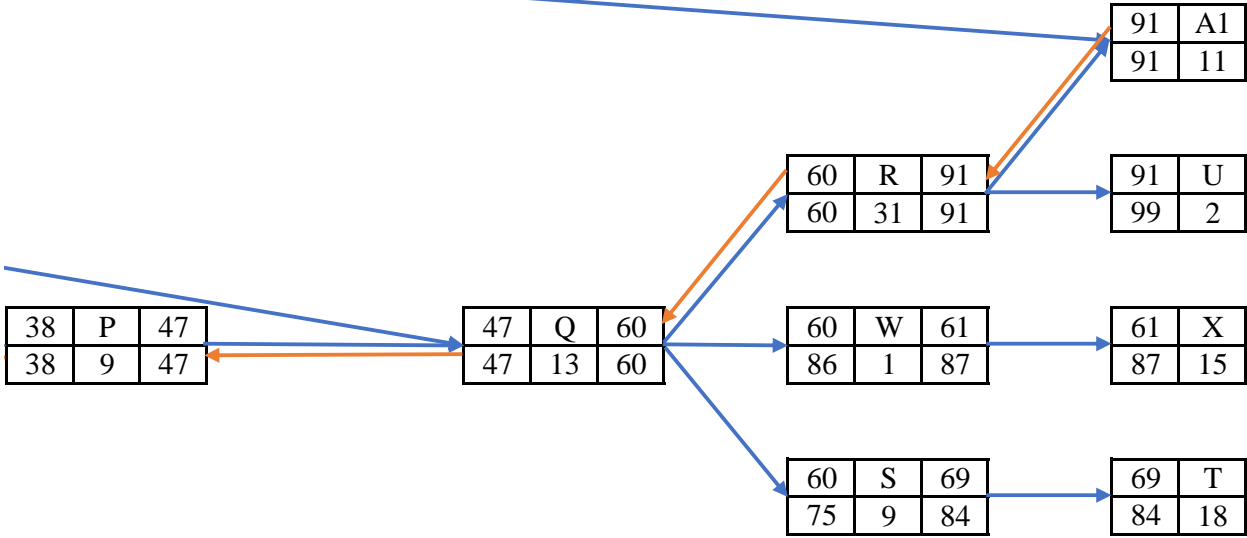 91 A1
91 11
60 R 91
60 31 91
91 U
99 2
38 P 47
38 9 47
47 Q 60
47 13 60
60 W 61
86 1 87
61 X
87 15
60 S 69
75 9 84
69 T
84 18